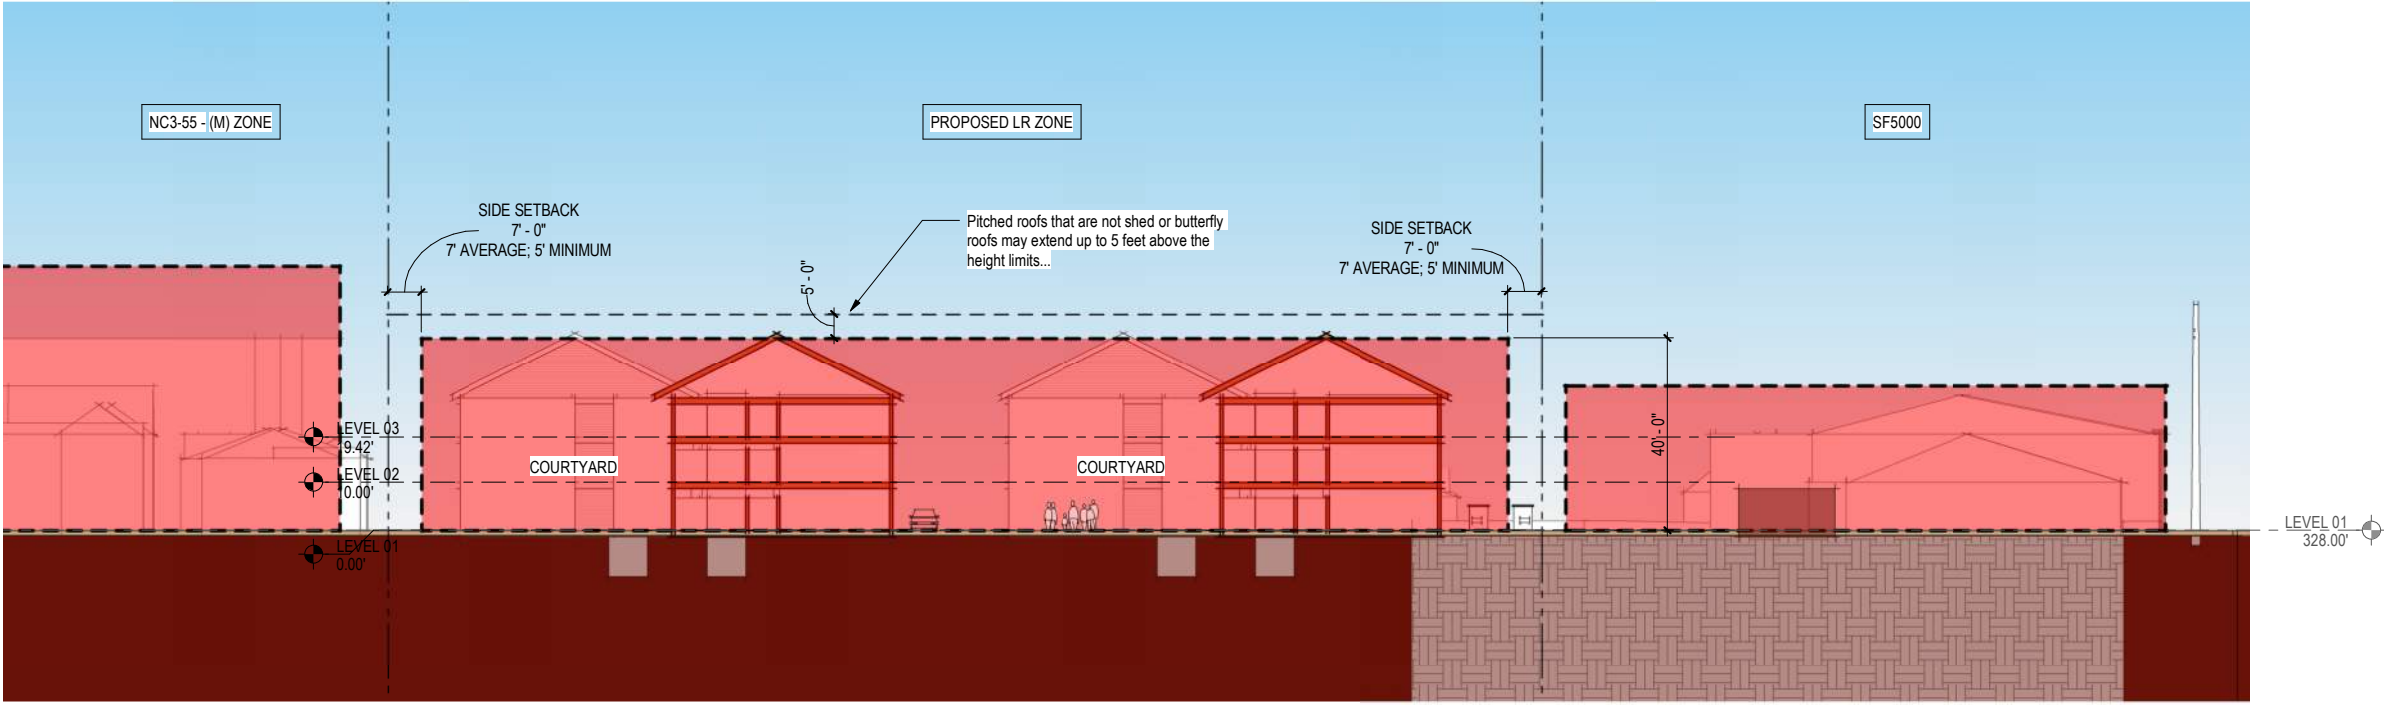 NC3-55 - (M) ZONE
PROPOSED LR ZONE
SF5000
SIDE SETBACK
7' - 0"
7' AVERAGE; 5' MINIMUM
5' - 0"
Pitched roofs that are not shed or butterfly
roofs may extend up to 5 feet above the
height limits...
SIDE SETBACK
7' - 0"
7' AVERAGE; 5' MINIMUM
40' - 0"
LEVEL 03
9.42'
LEVEL 02
0.00'
LEVEL 01
0.00'
COURTYARD
COURTYARD
LEVEL 01
328.00'